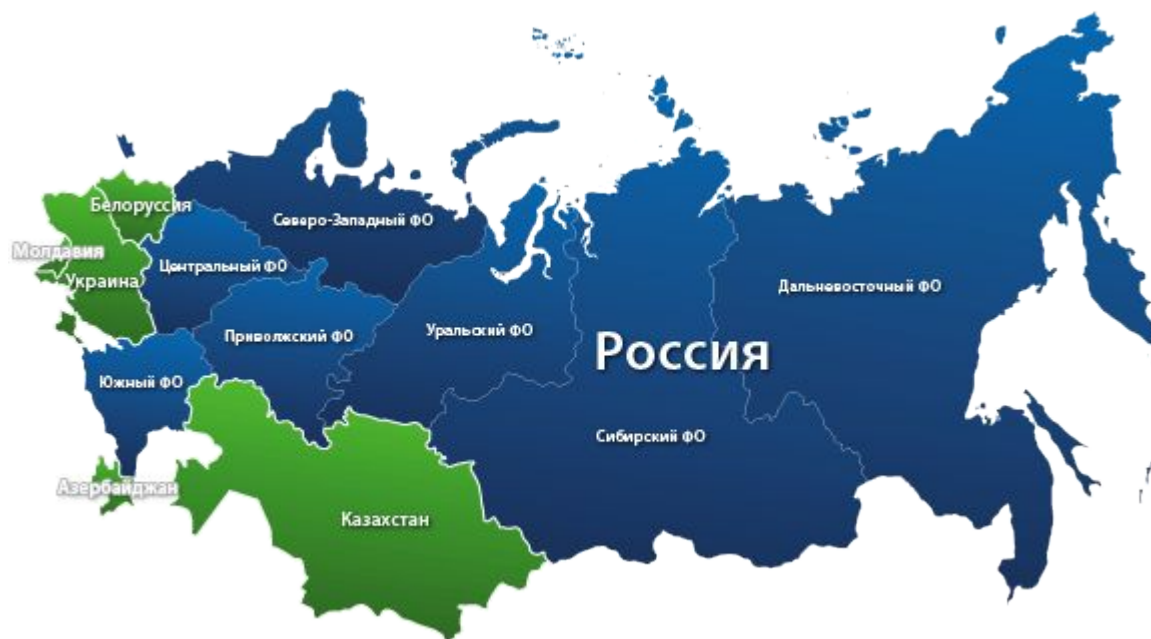 Белоруссия
Северо-Западный ФО
Молдавия
Центральный ФО
Украина
Дальневосточный ФО
Приволжский ФО
Уральский ФО
Россия
Южный ФО
Сибирский ФО
Азербайджан
Казахстан